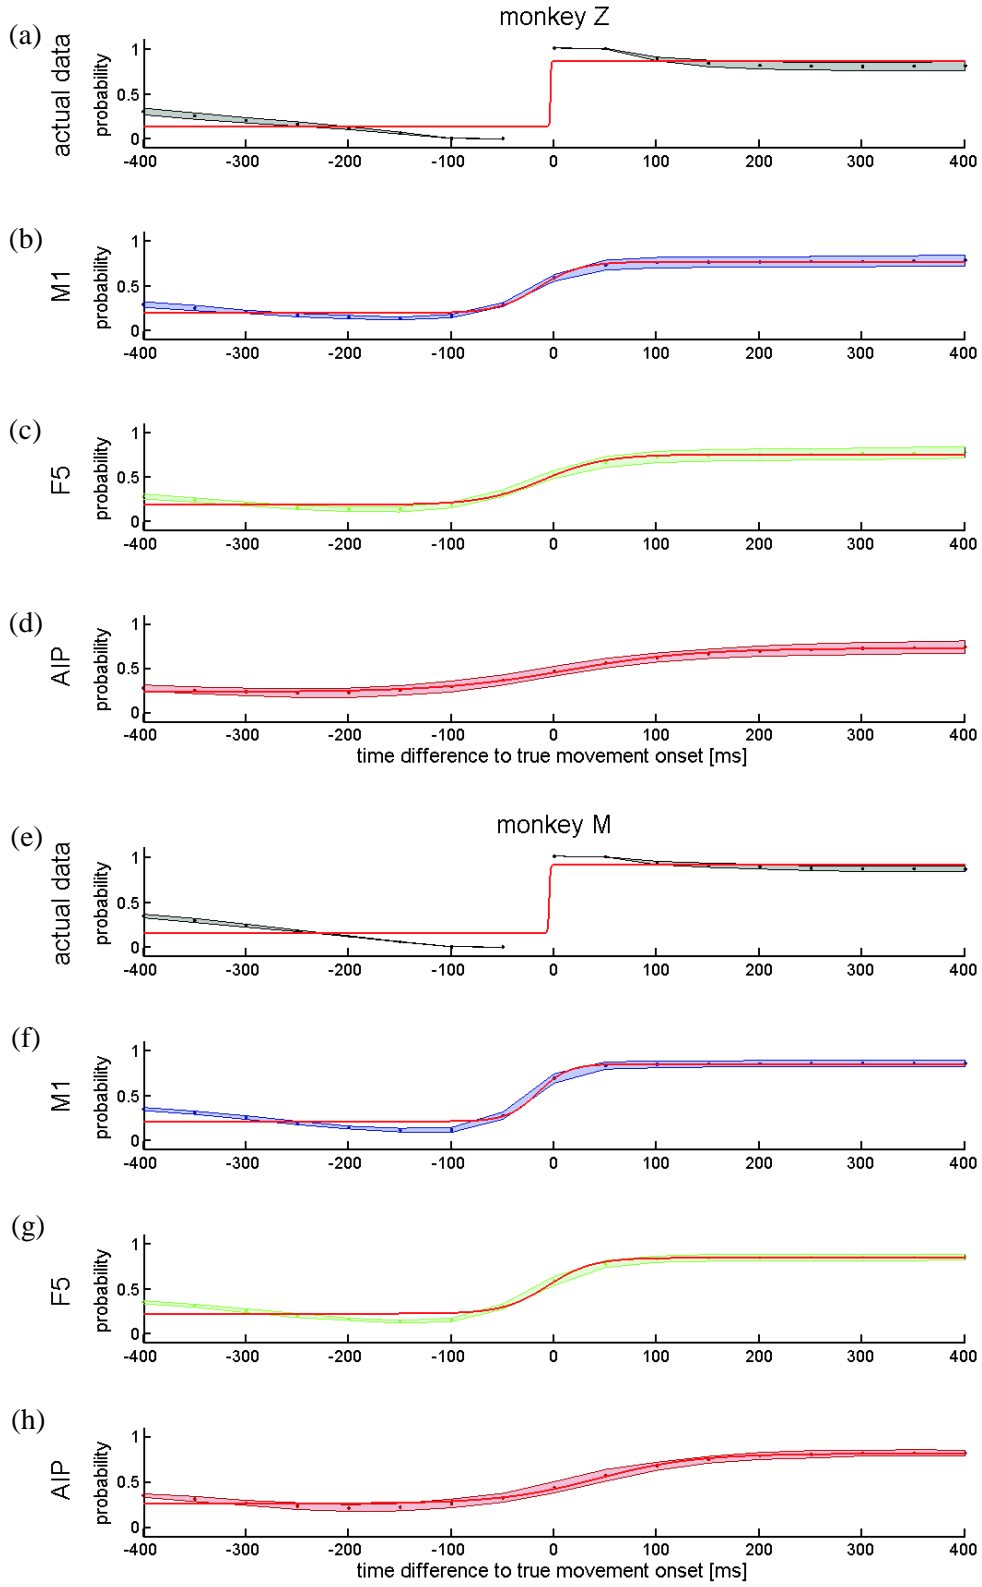 monkey Z
(a)
actual data
probability
1
0.5
0
-400 -300 -200 -100 0 100 200 300 400
(b)
M1
probability
1
0.5
0
-400 -300 -200 -100 0 100 200 300 400
(c)
F5
probability
1
0.5
0
-400 -300 -200 -100 0 100 200 300 400
(d)
AIP
probability
1
0.5
0
-400 -300 -200 -100 0 100 200 300 400
time difference to true movement onset [ms]
monkey M
(e)
actual data
probability
1
0.5
0
-400 -300 -200 -100 0 100 200 300 400
(f)
M1
probability
1
0.5
0
-400 -300 -200 -100 0 100 200 300 400
(g)
F5
probability
1
0.5
0
-400 -300 -200 -100 0 100 200 300 400
(h)
AIP
probability
1
0.5
0
-400 -300 -200 -100 0 100 200 300 400
time difference to true movement onset [ms]